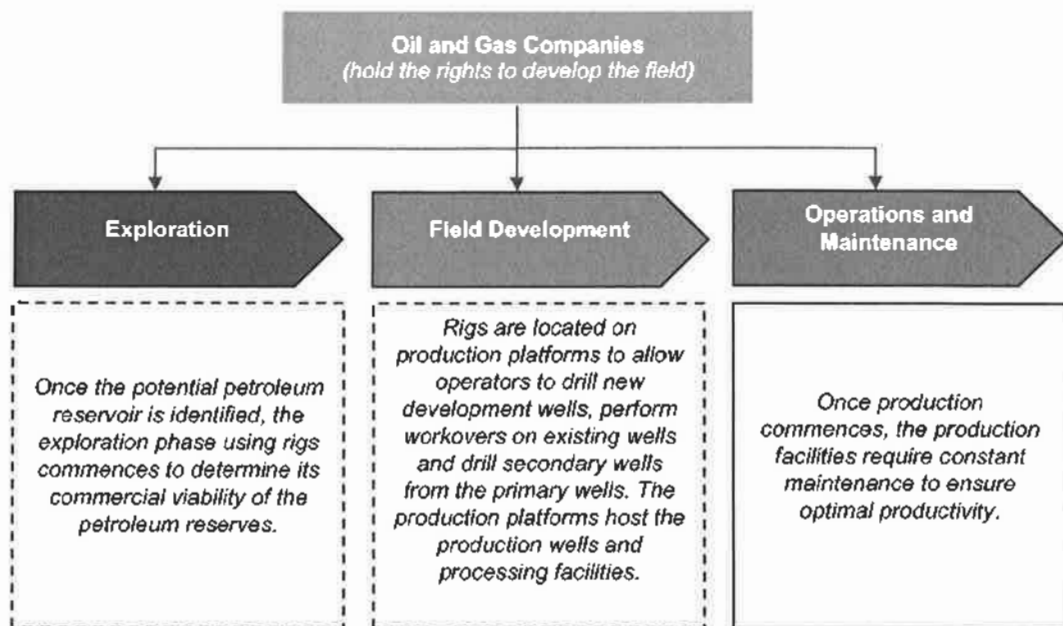 Oil and Gas Companies
(hold the rights to develop the field)
Exploration
Field Development
Operations and
Maintenance
Once the potential petroleum
reservoir is identified, the
exploration phase using rigs
commences to determine its
commercial viability of the
petroleum reserves.
Rigs are located on
production platforms to allow
operators to drill new
development wells, perform
workovers on existing wells
and drill secondary wells
from the primary wells. The
production platforms host the
production wells and
processing facilities.
Once production
commences, the production
facilities require constant
maintenance to ensure
optimal productivity.